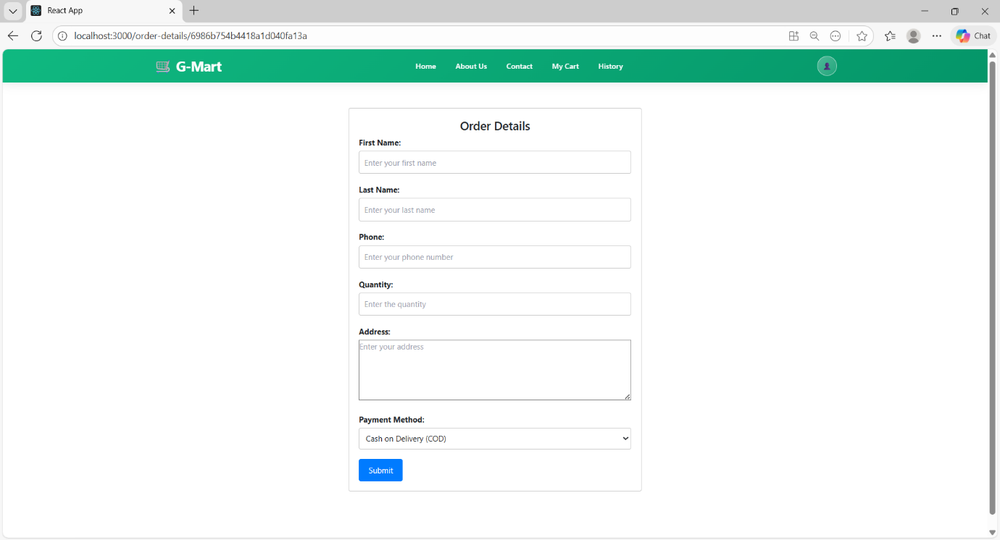 React App
localhost:3000/order-details/6986b754b4418a1d040fa13a
Chat
G-Mart
Home About Us Contact My Cart History
Order Details
First Name:
Enter your first name
Last Name:
Enter your last name
Phone:
Enter your phone number
Quantity:
Enter the quantity
Address:
Enter your address
Payment Method:
Cash on Delivery (COD)
Submit